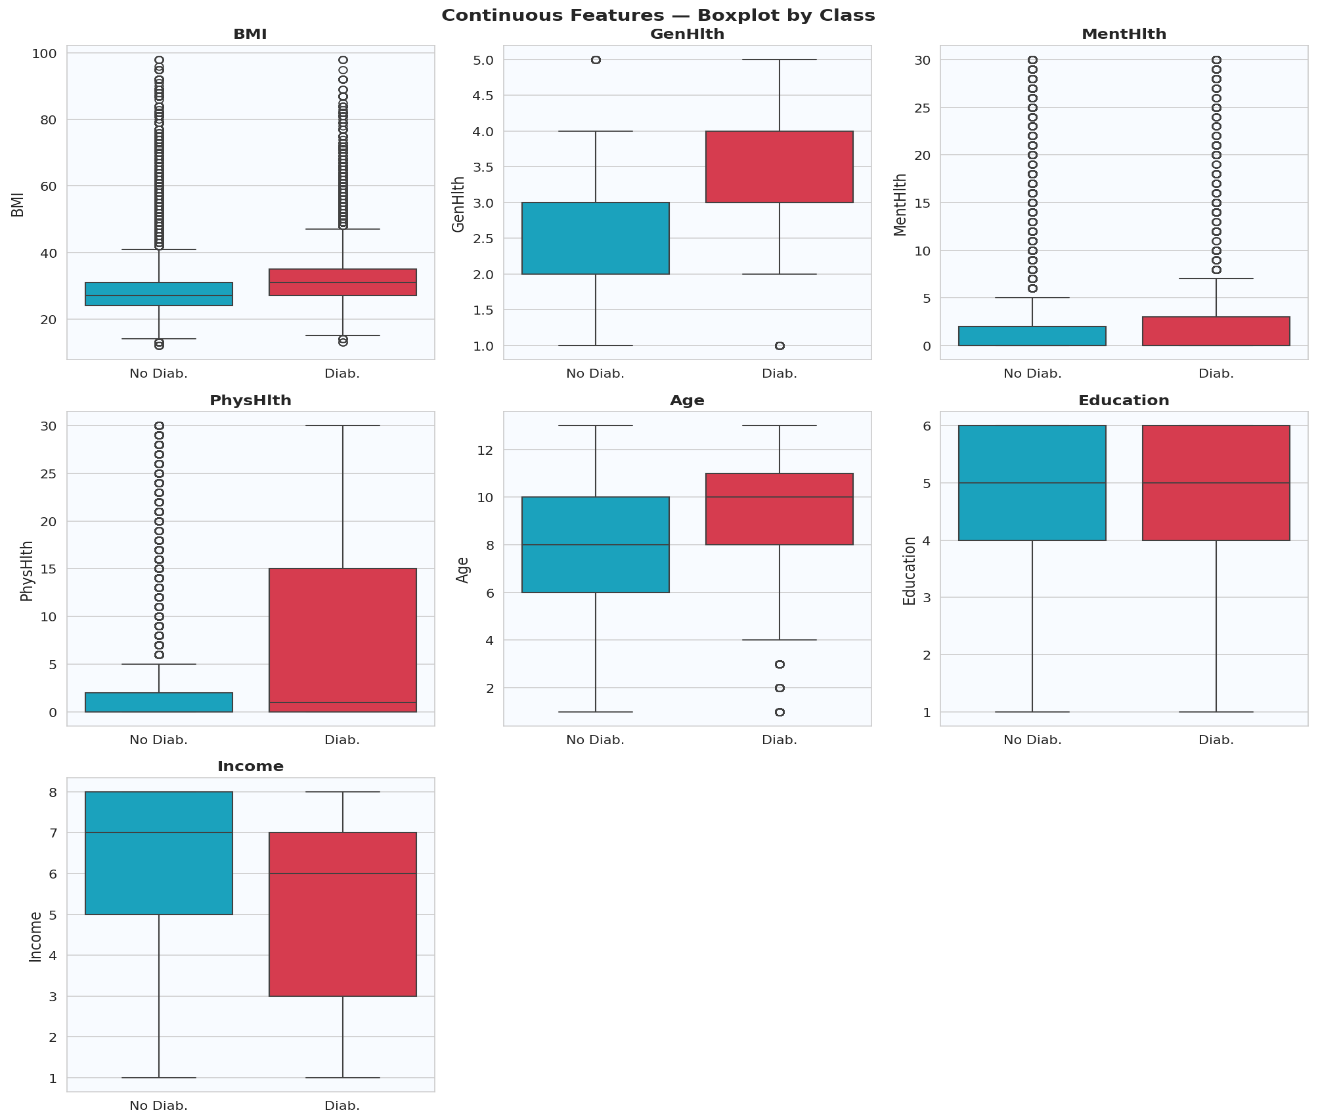 Continuous Features — Boxplot by Class
BMI
GenHlth
MentHlth
100
80
60
40
20
BMI
No Diab.
Diab.
5.0
4.5
4.0
3.5
3.0
2.5
2.0
1.5
1.0
GenHlth
No Diab.
Diab.
30
25
20
15
10
5
0
MentHlth
No Diab.
Diab.
PhysHlth
Age
Education
30
25
20
15
10
5
0
PhysHlth
No Diab.
Diab.
12
10
8
6
4
2
Age
No Diab.
Diab.
6
5
4
3
2
1
Education
No Diab.
Diab.
Income
8
7
6
5
4
3
2
1
Income
No Diab.
Diab.